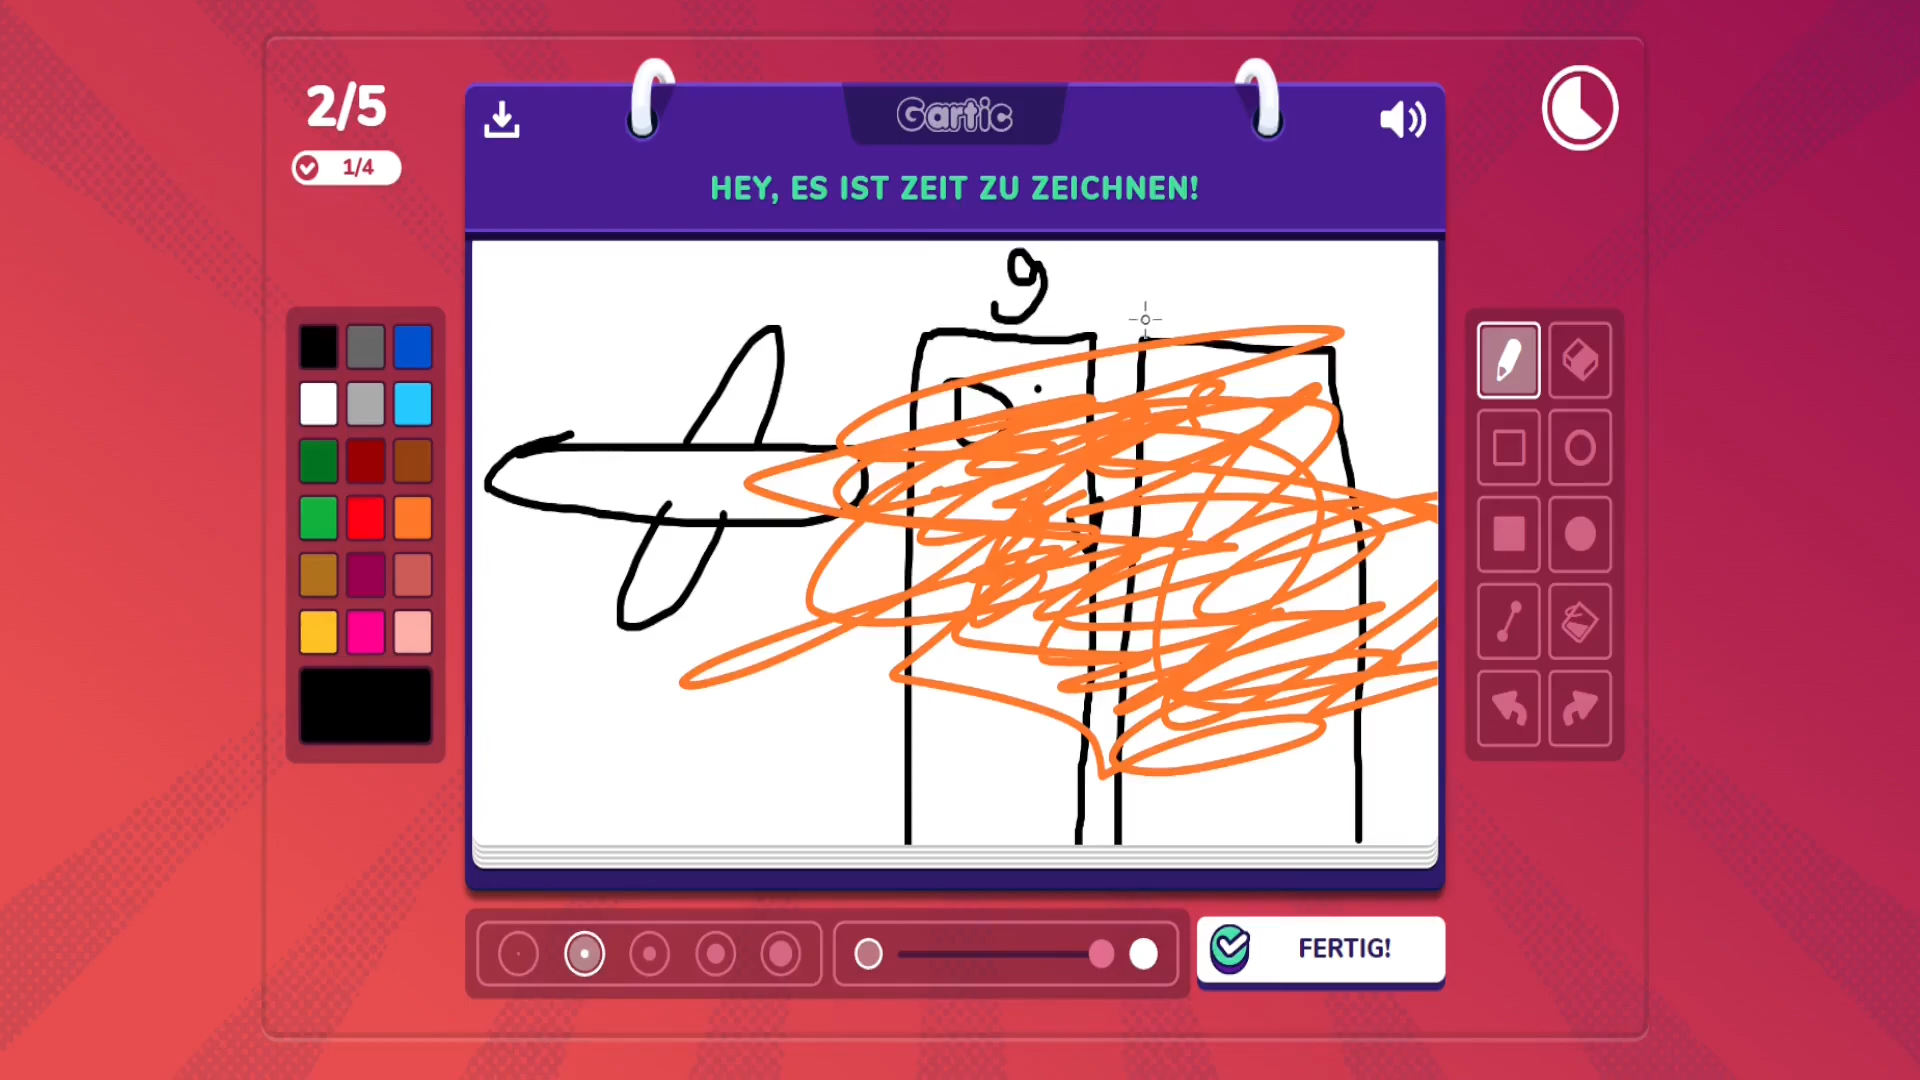 2/5
1/4
Gartic
HEY, ES IST ZEIT ZU ZEICHNEN!
9
FERTIG!